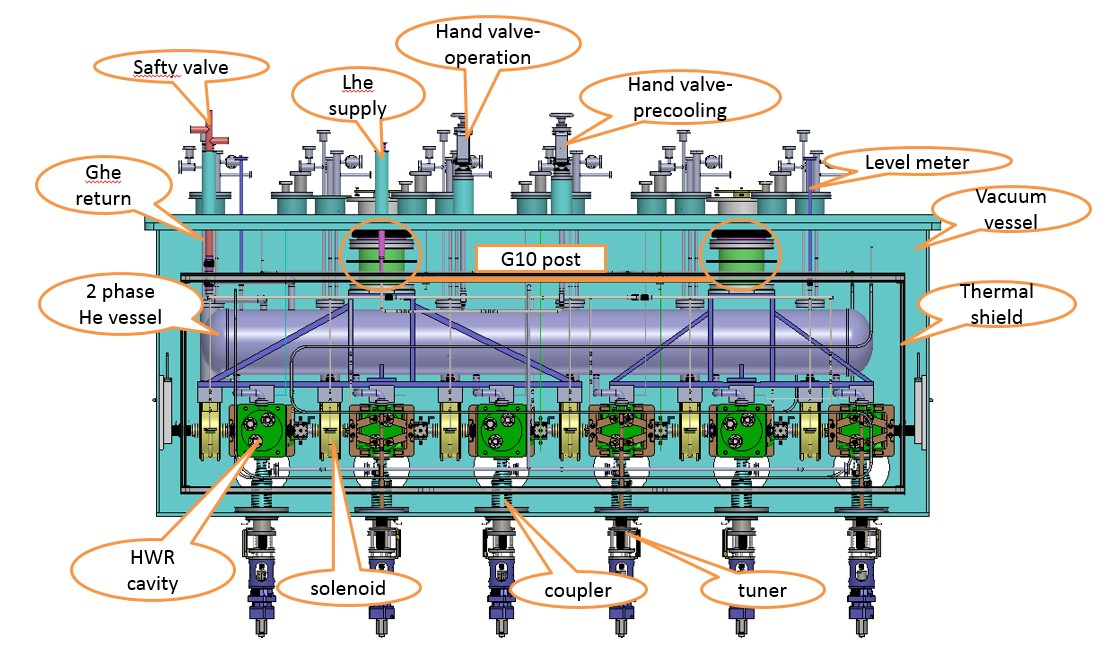 Hand valve-
operation
Safty valve
Lhe
supply
Hand valve-
precooling
Ghe
return
Level meter
Vacuum
vessel
G10 post
2 phase
He vessel
Thermal
shield
HWR
cavity
solenoid
coupler
tuner